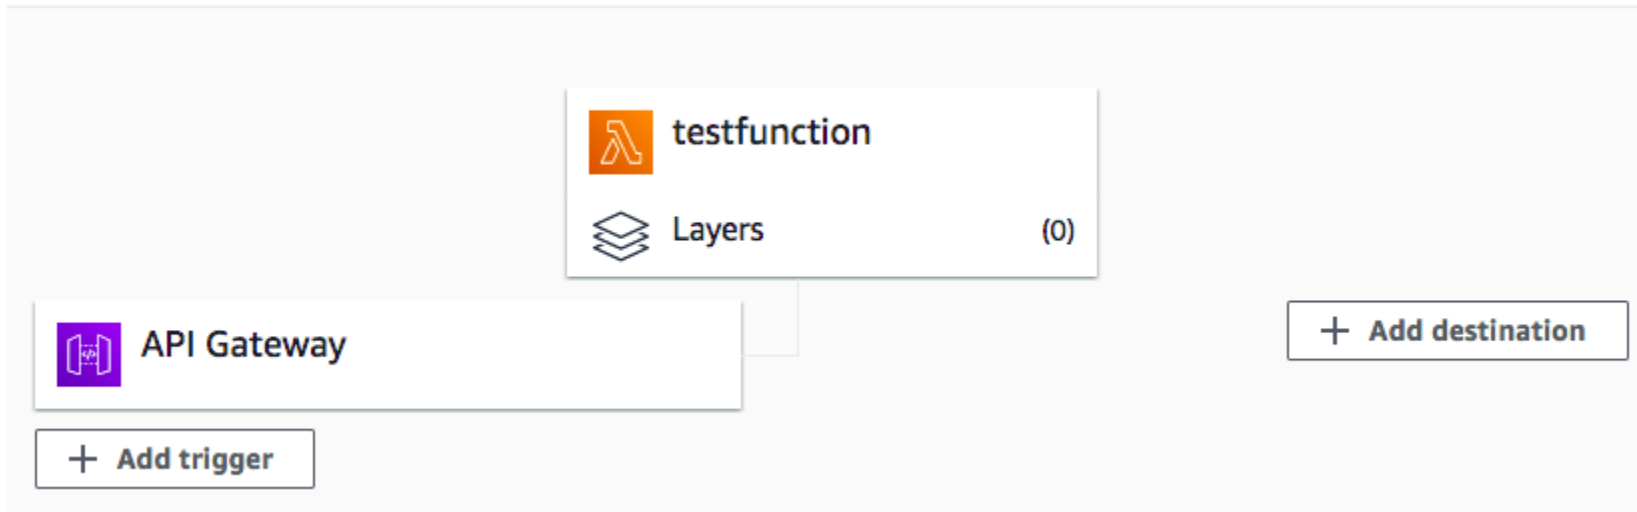 testfunction
Layers (0)
API Gateway
+ Add destination
+ Add trigger